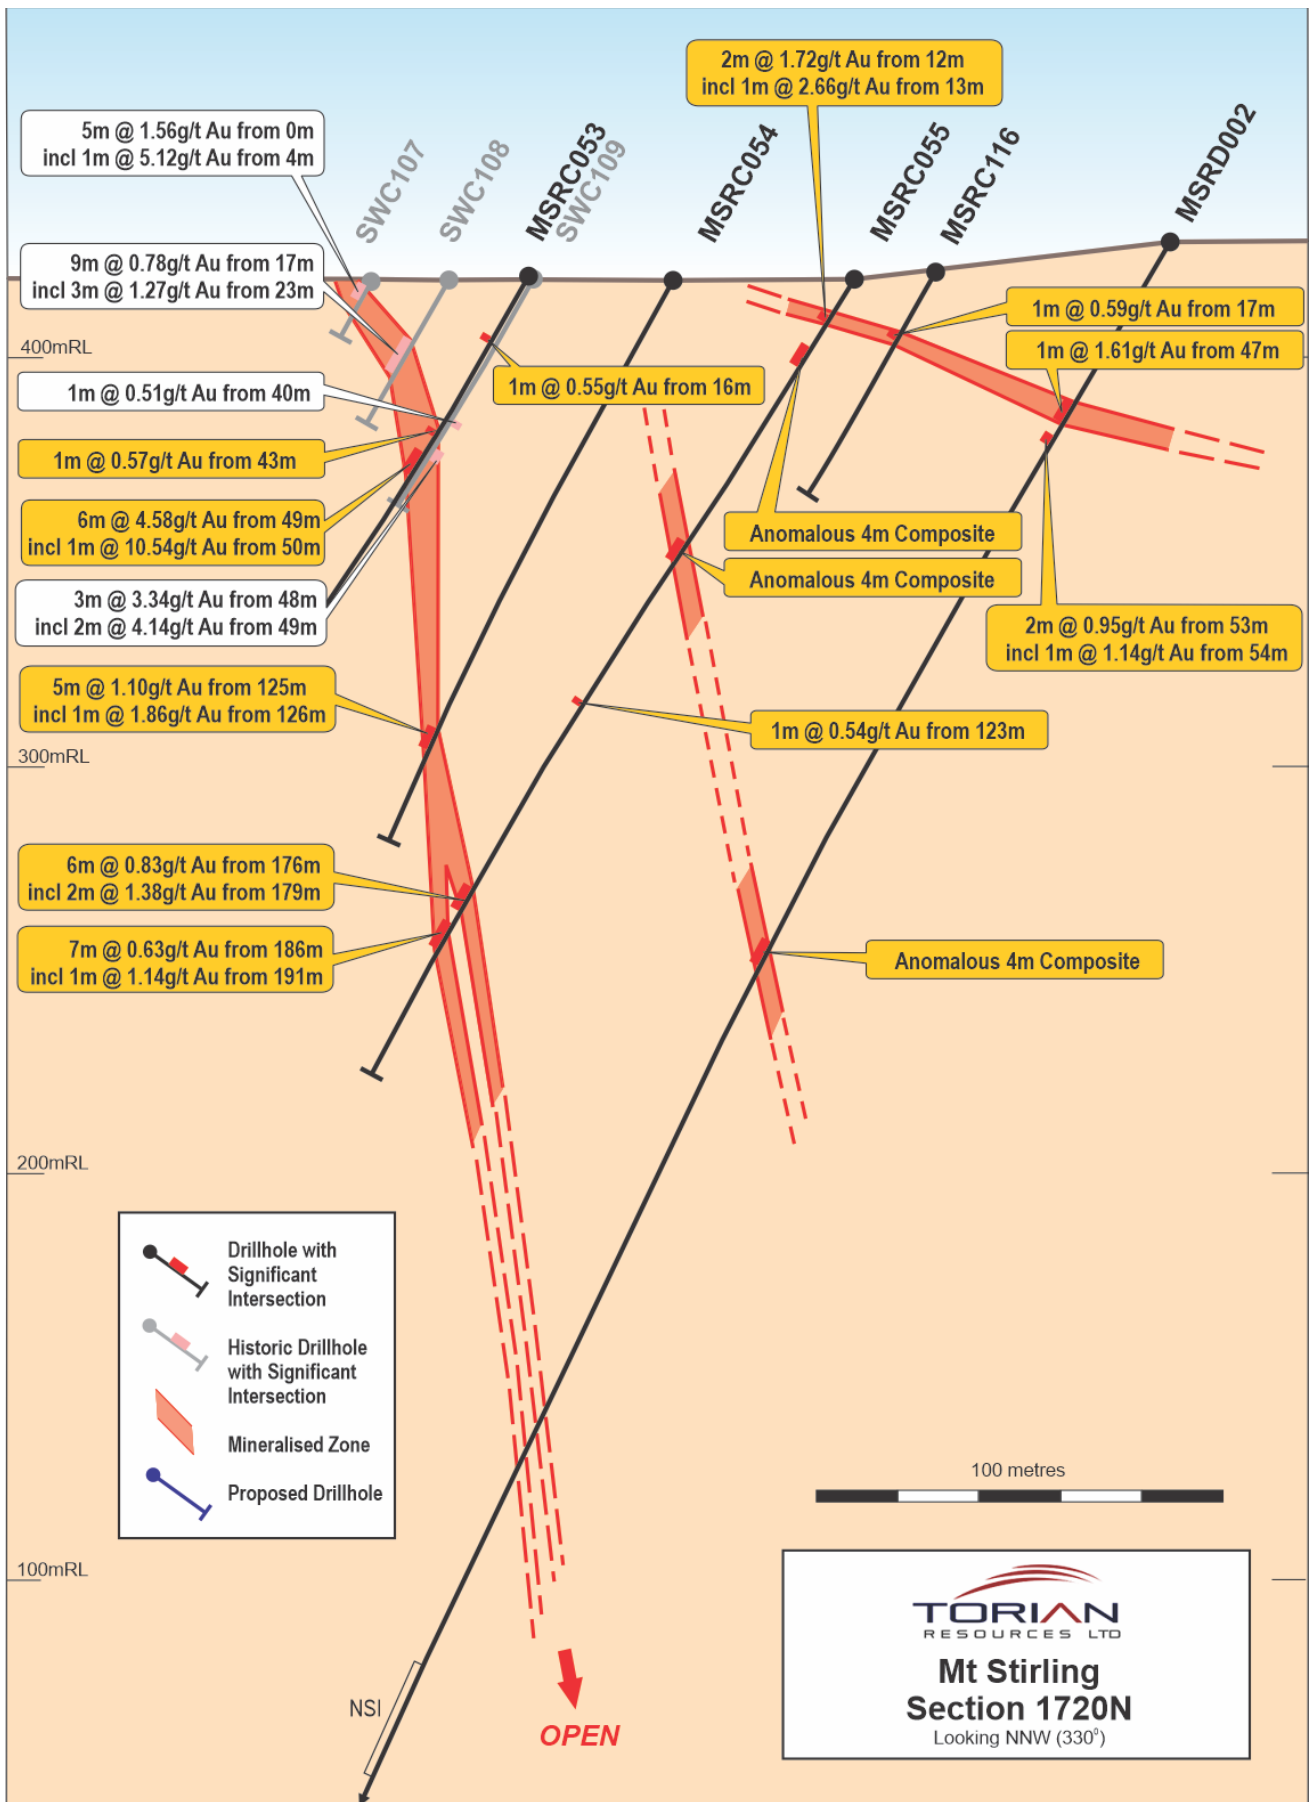 2m @ 1.72g/t Au from 12m
incl 1m @ 2.66g/t Au from 13m
5m @ 1.56g/t Au from 0m
incl 1m @ 5.12g/t Au from 4m
SWC107
SWC108
MSRC053
SWC109
MSRC054
MSRC055
MSRC116
MSRD002
9m @ 0.78g/t Au from 17m
incl 3m @ 1.27g/t Au from 23m
1m @ 0.59g/t Au from 17m
400mRL
1m @ 1.61g/t Au from 47m
1m @ 0.51g/t Au from 40m
1m @ 0.55g/t Au from 16m
1m @ 0.57g/t Au from 43m
6m @ 4.58g/t Au from 49m
incl 1m @ 10.54g/t Au from 50m
Anomalous 4m Composite
Anomalous 4m Composite
3m @ 3.34g/t Au from 48m
incl 2m @ 4.14g/t Au from 49m
2m @ 0.95g/t Au from 53m
incl 1m @ 1.14g/t Au from 54m
5m @ 1.10g/t Au from 125m
incl 1m @ 1.86g/t Au from 126m
1m @ 0.54g/t Au from 123m
300mRL
6m @ 0.83g/t Au from 176m
incl 2m @ 1.38g/t Au from 179m
7m @ 0.63g/t Au from 186m
incl 1m @ 1.14g/t Au from 191m
Anomalous 4m Composite
200mRL
Drillhole with
Significant
Intersection
Historic Drillhole
with Significant
Intersection
Mineralised Zone
Proposed Drillhole
100 metres
100mRL
NSI
OPEN
TORIAN
RESOURCES LTD
Mt Stirling
Section 1720N
Looking NNW (330⁰)